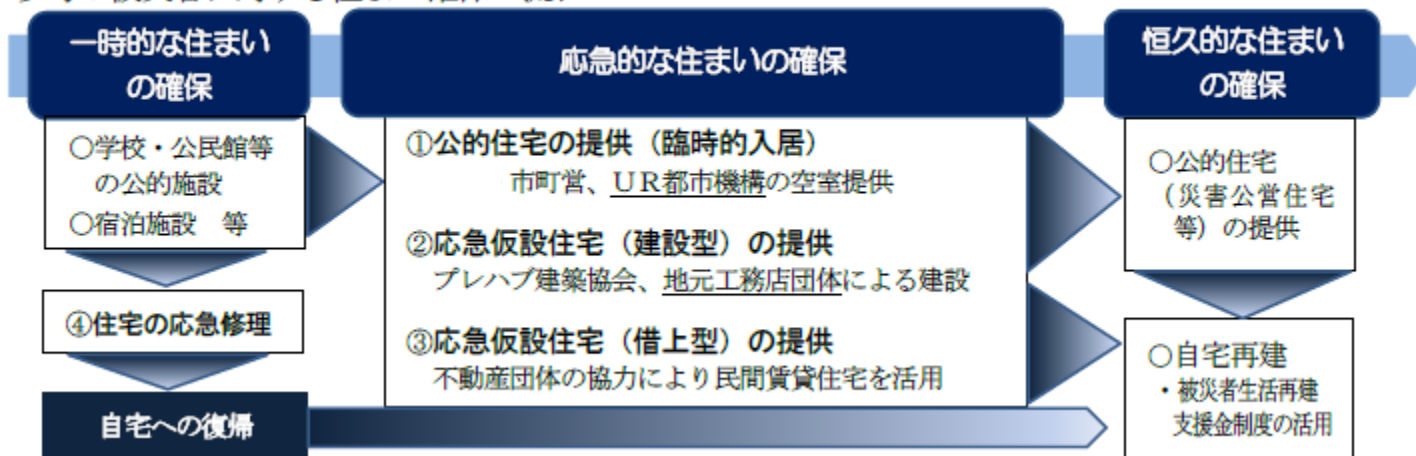 一時的な住まい
の確保
応急的な住まいの確保
恒久的な住まい
の確保
○学校・公民館等
の公的施設
○宿泊施設　等
④住宅の応急修理
自宅への復帰
①公的住宅の提供（臨時的入居）
市町営、ＵＲ都市機構の空室提供
②応急仮設住宅（建設型）の提供
プレハブ建築協会、地元工務店団体による建設
③応急仮設住宅（借上型）の提供
不動産団体の協力により民間賃貸住宅を活用
○公的住宅
（災害公営住宅
等）の提供
○自宅再建
・被災者生活再建
支援金制度の活用